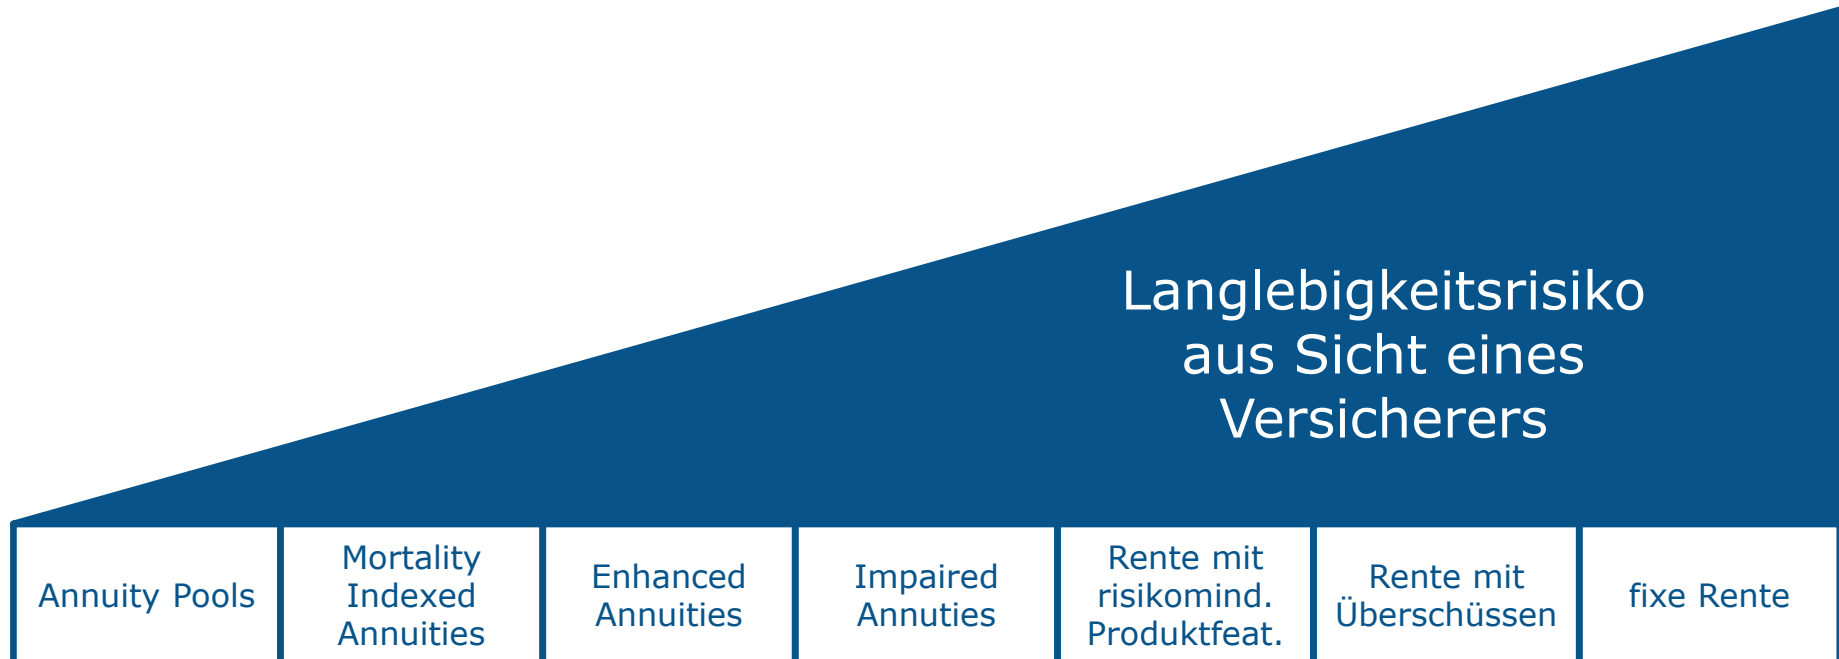 Langlebigkeitsrisiko
aus Sicht eines
Versicherers
Annuity Pools
Mortality
Indexed
Annuities
Enhanced
Annuities
Impaired
Annuties
Rente mit
risikomind.
Produktfeat.
Rente mit
Überschüssen
fixe Rente